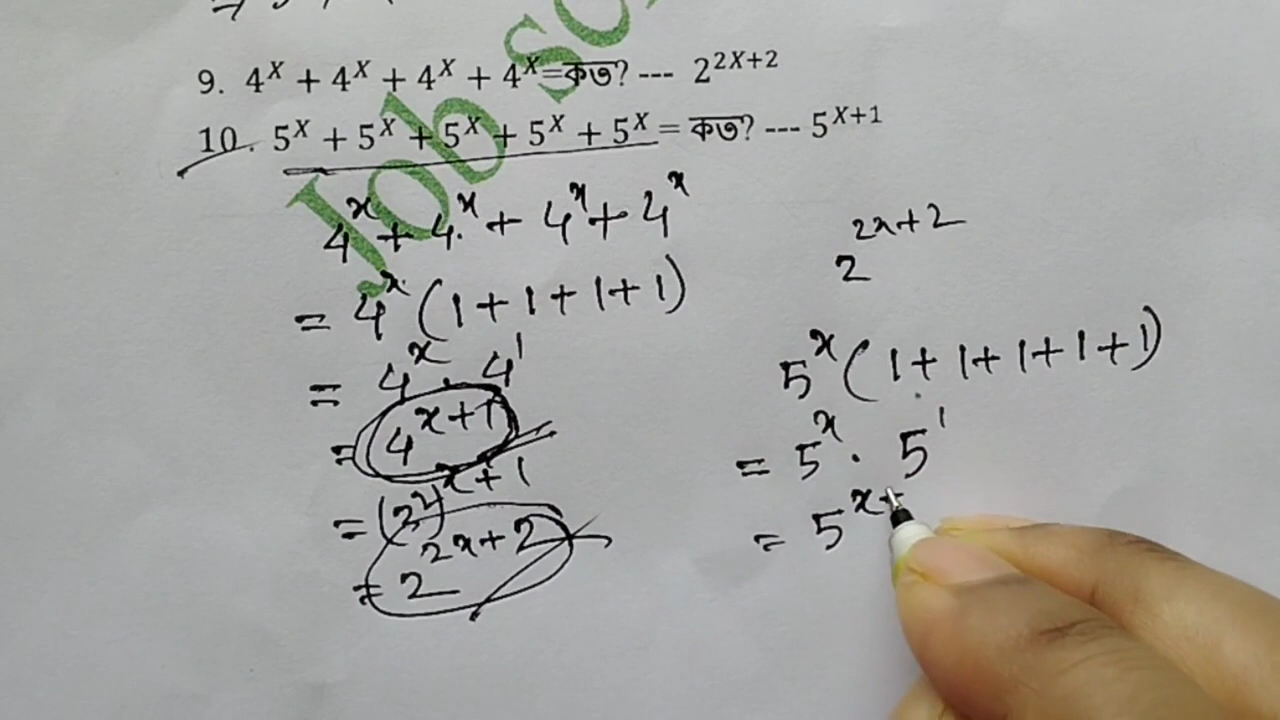 9. 4^X + 4^X + 4^X + 4^X = কত? --- 2^{2X+2}
10. 5^X + 5^X + 5^X + 5^X + 5^X = কত? --- 5^{X+1}
Job
4^x + 4^x + 4^x + 4^x
= 4^x (1 + 1 + 1 + 1)
= 4^x . 4^1
= 4^{x+1}
= (2^2)^{x+1}
= 2^{2x+2}
2^{2x+2}
5^x (1 + 1 + 1 + 1 + 1)
= 5^x . 5^1
= 5^{x+